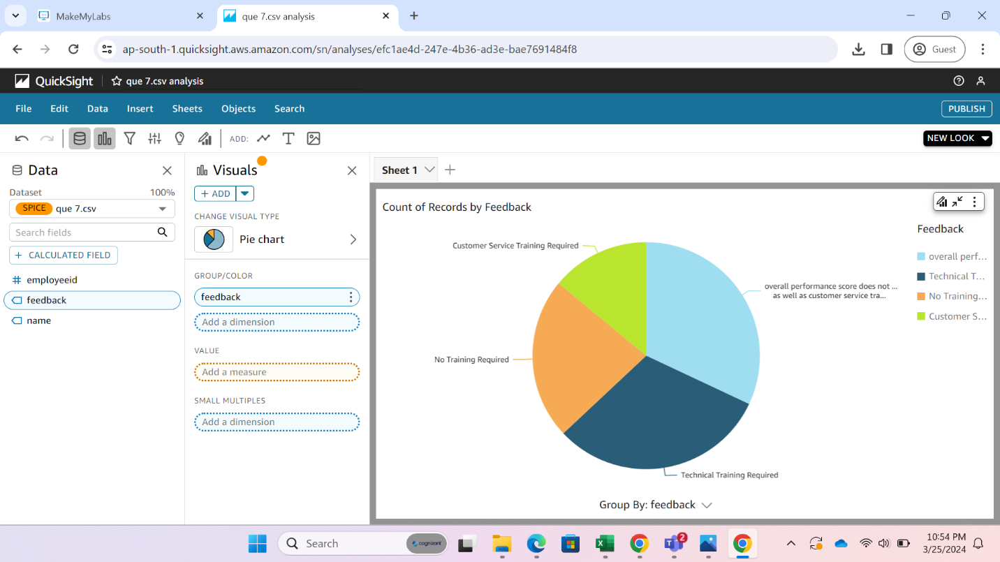 MakeMyLabs
que 7.csv analysis
ap-south-1.quicksight.aws.amazon.com/sn/analyses/efc1ae4d-247e-4b36-ad3e-bae7691484f8
Guest
QuickSight
que 7.csv analysis
File Edit Data Insert Sheets Objects Search
PUBLISH
ADD:
NEW LOOK
Data
Dataset 100%
SPICE que 7.csv
Search fields
+ CALCULATED FIELD
# employeeid
feedback
name
Visuals
+ ADD
CHANGE VISUAL TYPE
Pie chart
GROUP/COLOR
feedback
Add a dimension
VALUE
Add a measure
SMALL MULTIPLES
Add a dimension
Sheet 1
Count of Records by Feedback
Customer Service Training Required
overall performance score does not ...
as well as customer service tra...
No Training Required
Technical Training Required
Group By: feedback
Feedback
overall perf...
Technical T...
No Training...
Customer S...
Search
cognizant
2
10:54 PM
3/25/2024